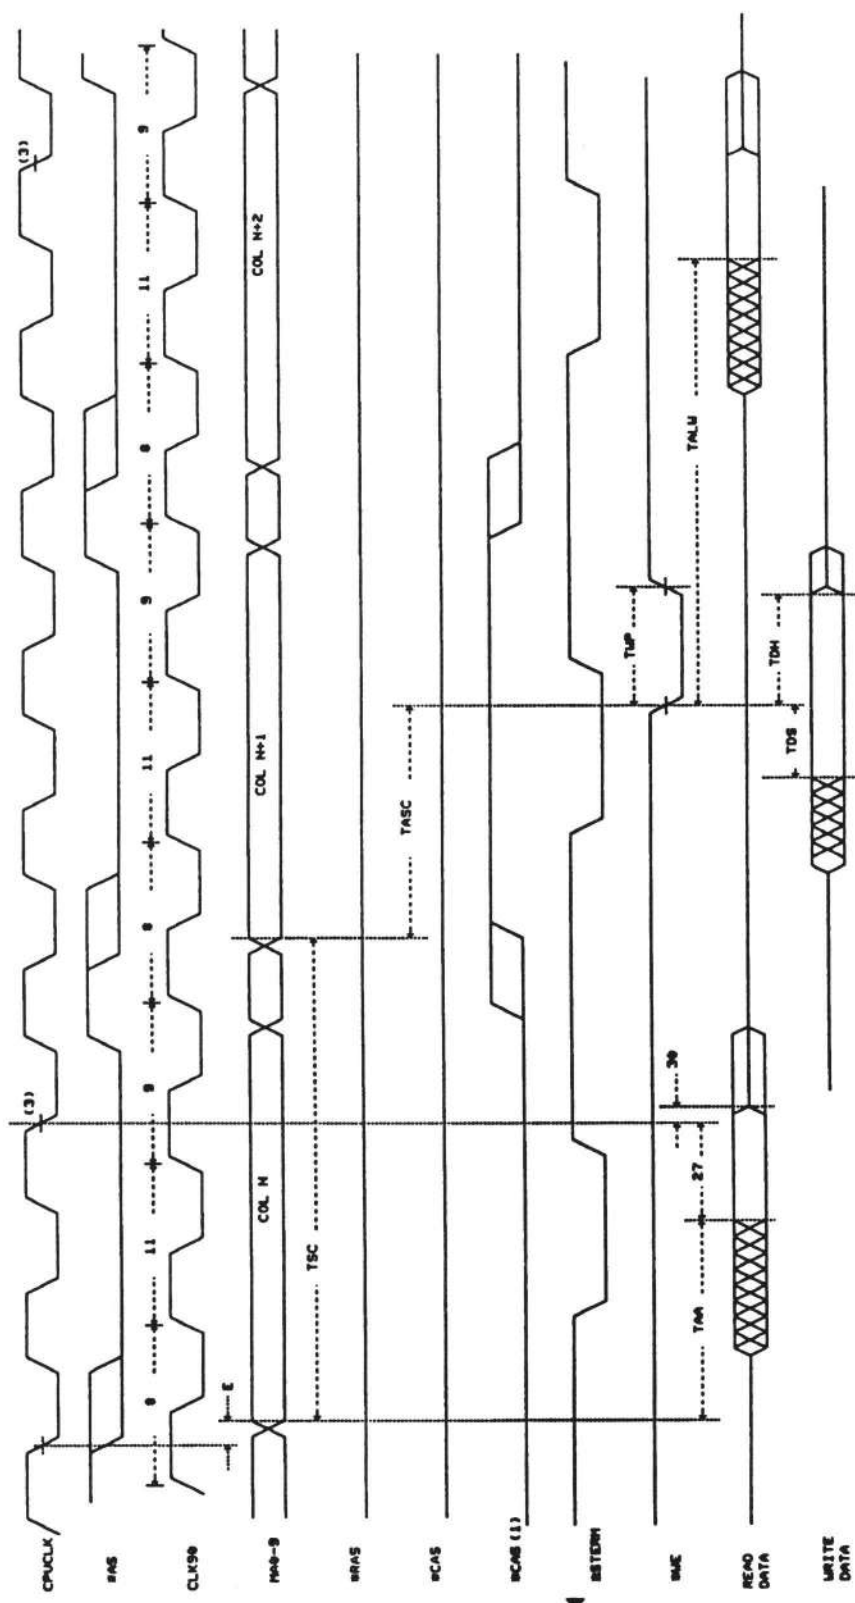 CPUCLK (3) (3)
*AS
8 11 9 8 11 9 8 11 9
CLK90
E
MA0-9 COL N COL N+1 COL N+2
TSC
*RAS
TASC
*CAS
*CAS(1)
*STERM
TWP
*WE
30
TALW
TAA 27
READ
DATA
TDH
TDS
WRITE
DATA